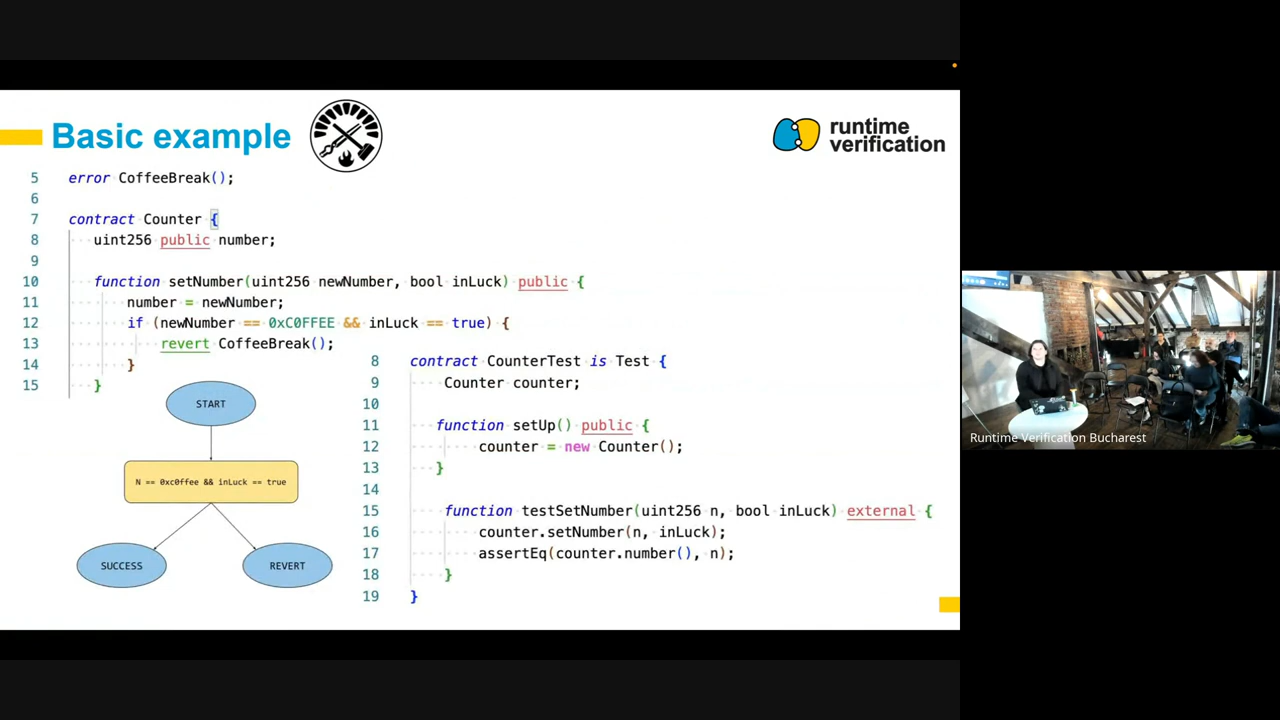 Basic example
runtime
verification
5 error CoffeeBreak();
6
7 contract Counter {
8 uint256 public number;
9
10 function setNumber(uint256 newNumber, bool inLuck) public {
11 number = newNumber;
12 if (newNumber == 0xC0FFEE && inLuck == true) {
13 revert CoffeeBreak();
14 }
15 }
START
N == 0xc0ffee && inLuck == true
SUCCESS
REVERT
8 contract CounterTest is Test {
9 Counter counter;
10
11 function setUp() public {
12 counter = new Counter();
13 }
14
15 function testSetNumber(uint256 n, bool inLuck) external {
16 counter.setNumber(n, inLuck);
17 assertEq(counter.number(), n);
18 }
19 }
Runtime Verification Bucharest